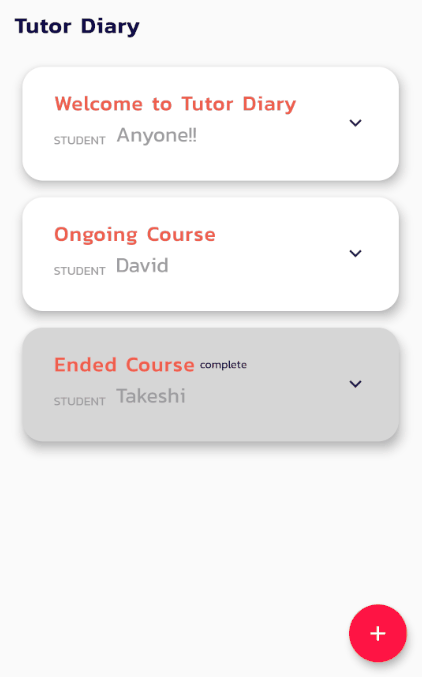 Tutor Diary
Welcome to Tutor Diary
STUDENT Anyone!!
Ongoing Course
STUDENT David
Ended Course complete
STUDENT Takeshi
+